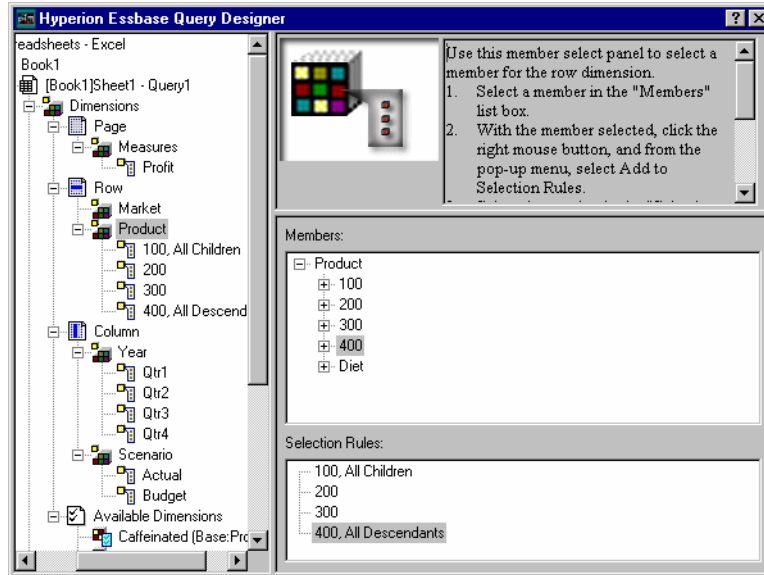 Hyperion Essbase Query Designer
readsheets - Excel
Book1
[Book1]Sheet1 - Query1
Dimensions
Page
Measures
Profit
Row
Market
Product
100, All Children
200
300
400, All Descend
Column
Year
Qtr1
Qtr2
Qtr3
Qtr4
Scenario
Actual
Budget
Available Dimensions
Caffeinated (Base:Pro
Use this member select panel to select a
member for the row dimension.
1. Select a member in the "Members"
list box.
2. With the member selected, click the
right mouse button, and from the
pop-up menu, select Add to
Selection Rules.
Members:
Product
100
200
300
400
Diet
Selection Rules:
100, All Children
200
300
400, All Descendants